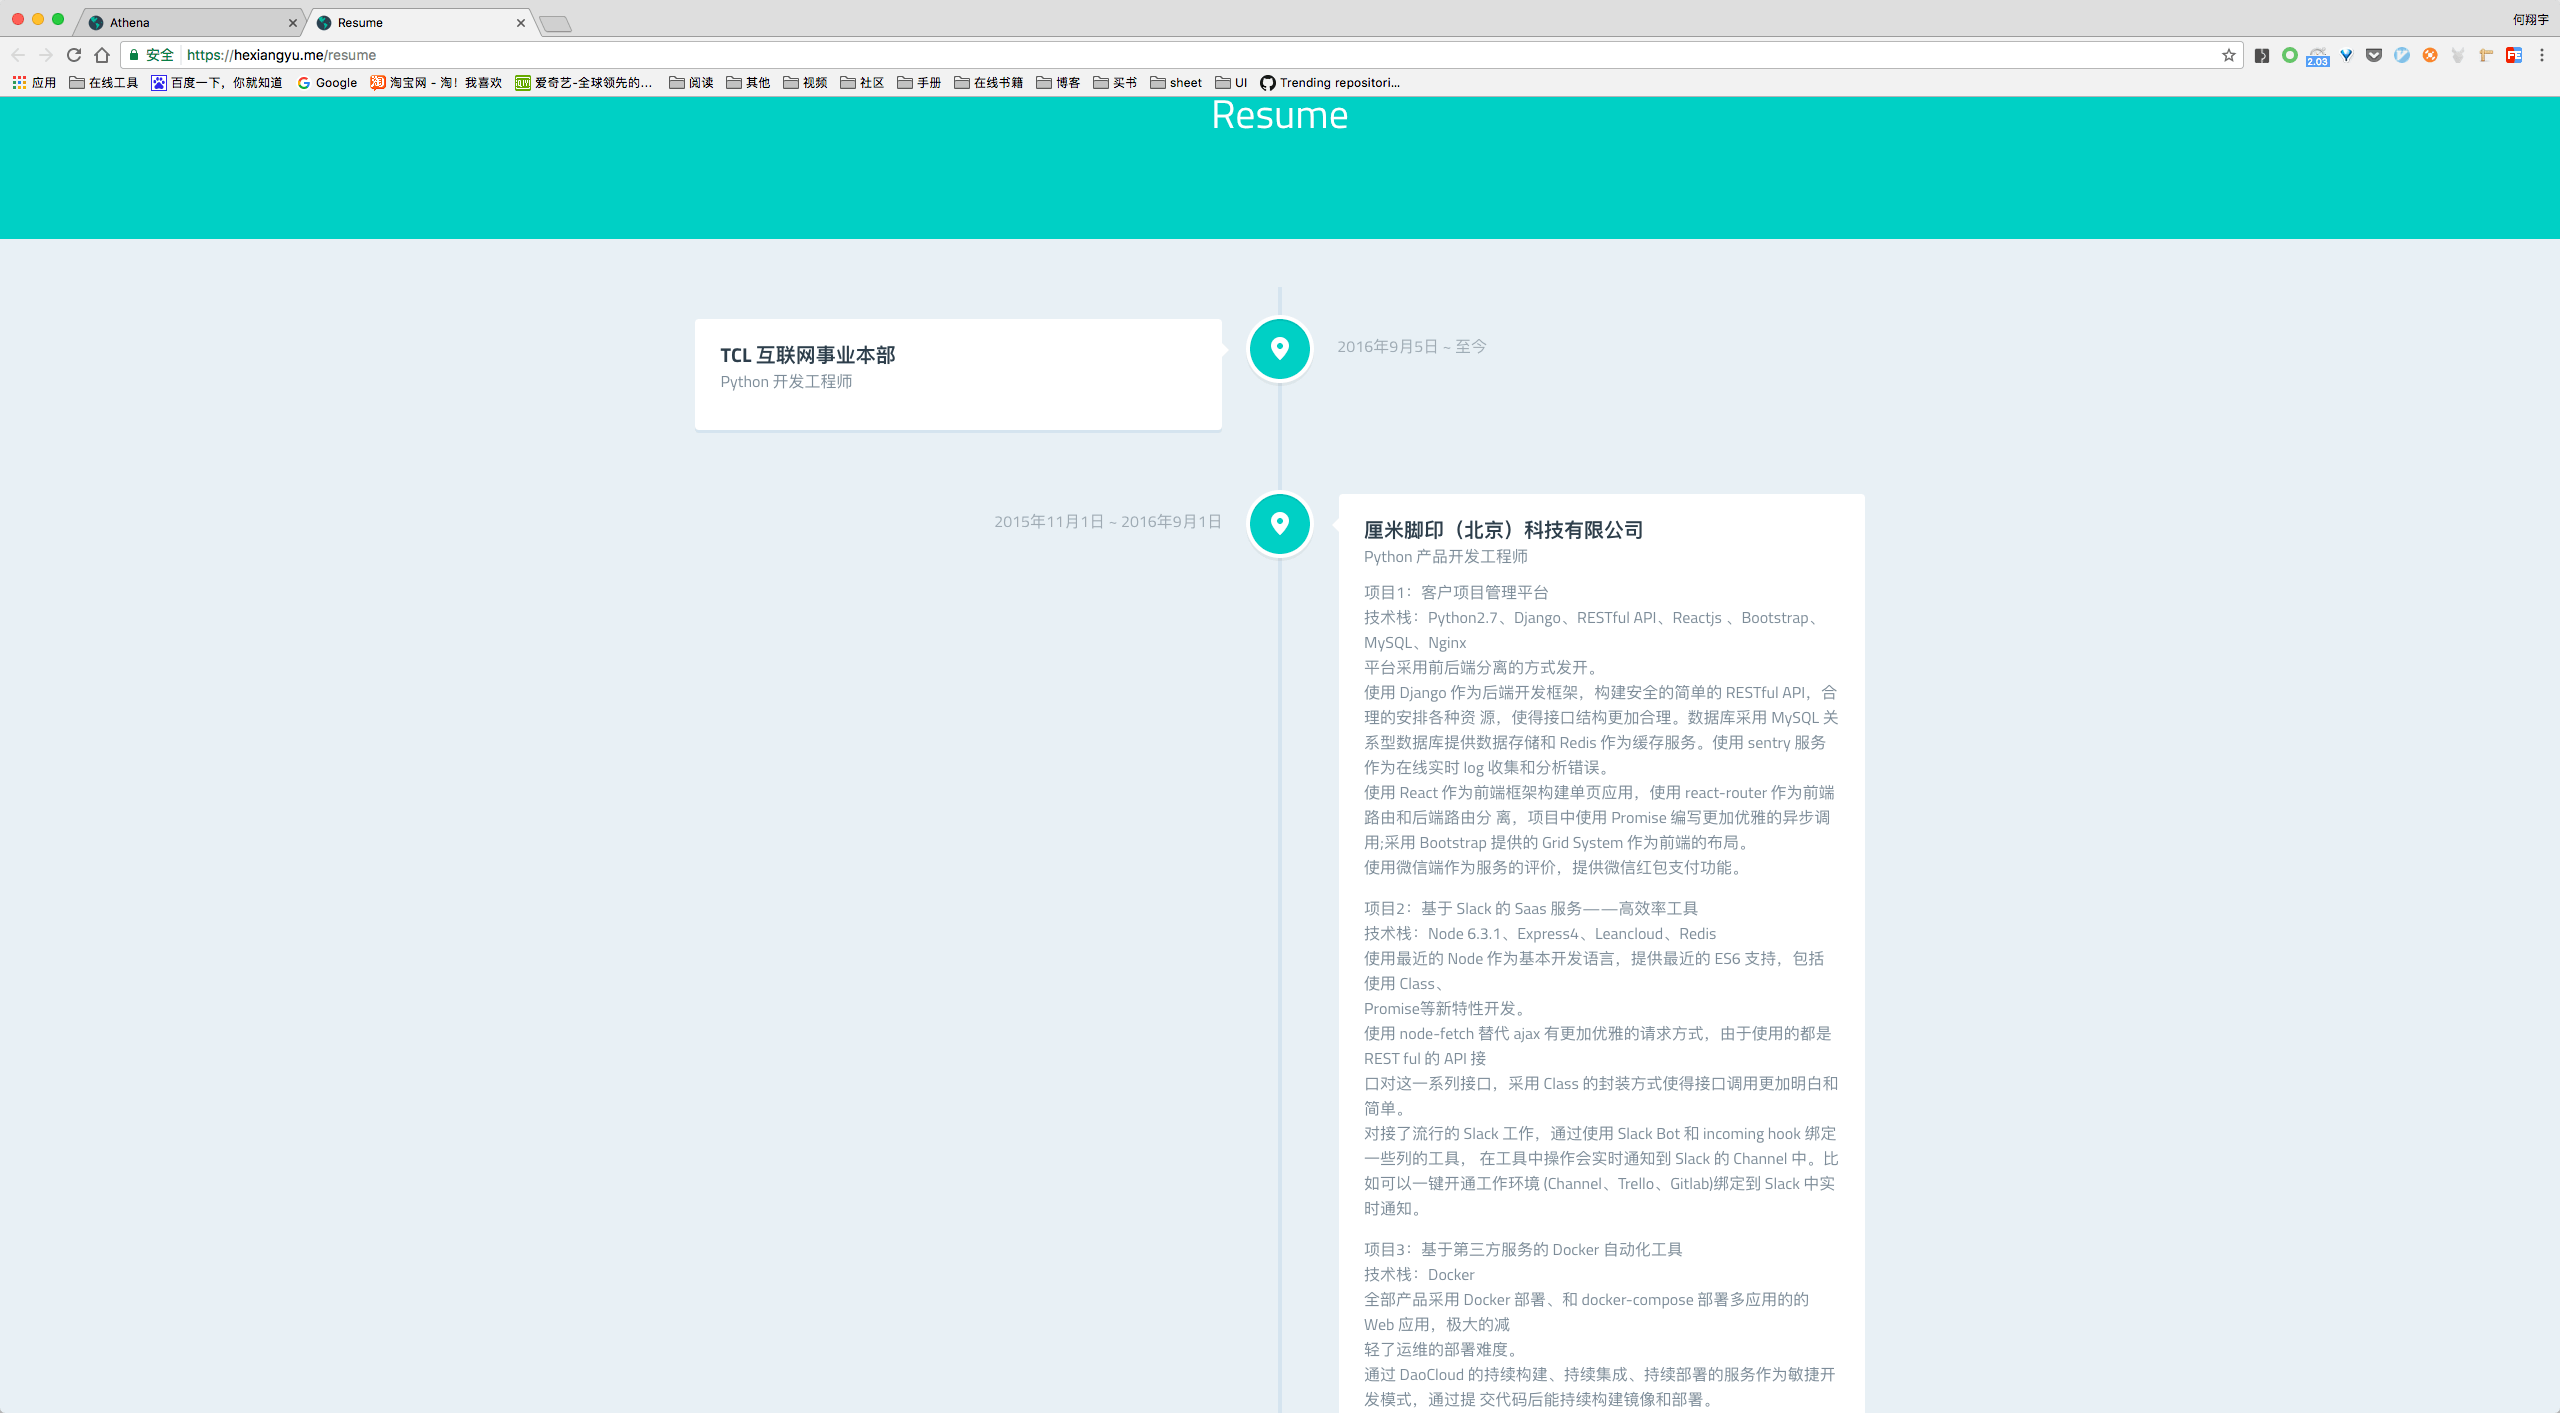 Athena
Resume
何翔宇
安全
https://hexiangyu.me/resume
2.03
应用 在线工具 百度一下，你就知道 Google 淘宝网 - 淘！我喜欢 爱奇艺-全球领先的... 阅读 其他 视频 社区 手册 在线书籍 博客 买书 sheet UI Trending repositori...
Resume
TCL 互联网事业本部
Python 开发工程师
2016年9月5日 ~ 至今
2015年11月1日 ~ 2016年9月1日
厘米脚印（北京）科技有限公司
Python 产品开发工程师
项目1：客户项目管理平台
技术栈：Python2.7、Django、RESTful API、Reactjs 、Bootstrap、
MySQL、Nginx
平台采用前后端分离的方式发开。
使用 Django 作为后端开发框架，构建安全的简单的 RESTful API，合
理的安排各种资 源，使得接口结构更加合理。数据库采用 MySQL 关
系型数据库提供数据存储和 Redis 作为缓存服务。使用 sentry 服务
作为在线实时 log 收集和分析错误。
使用 React 作为前端框架构建单页应用，使用 react-router 作为前端
路由和后端路由分 离，项目中使用 Promise 编写更加优雅的异步调
用;采用 Bootstrap 提供的 Grid System 作为前端的布局。
使用微信端作为服务的评价，提供微信红包支付功能。
项目2：基于 Slack 的 Saas 服务——高效率工具
技术栈：Node 6.3.1、Express4、Leancloud、Redis
使用最近的 Node 作为基本开发语言，提供最近的 ES6 支持，包括
使用 Class、
Promise等新特性开发。
使用 node-fetch 替代 ajax 有更加优雅的请求方式，由于使用的都是
REST ful 的 API 接
口对这一系列接口，采用 Class 的封装方式使得接口调用更加明白和
简单。
对接了流行的 Slack 工作，通过使用 Slack Bot 和 incoming hook 绑定
一些列的工具， 在工具中操作会实时通知到 Slack 的 Channel 中。比
如可以一键开通工作环境 (Channel、Trello、Gitlab)绑定到 Slack 中实
时通知。
项目3：基于第三方服务的 Docker 自动化工具
技术栈：Docker
全部产品采用 Docker 部署、和 docker-compose 部署多应用的的
Web 应用，极大的减
轻了运维的部署难度。
通过 DaoCloud 的持续构建、持续集成、持续部署的服务作为敏捷开
发模式，通过提 交代码后能持续构建镜像和部署。